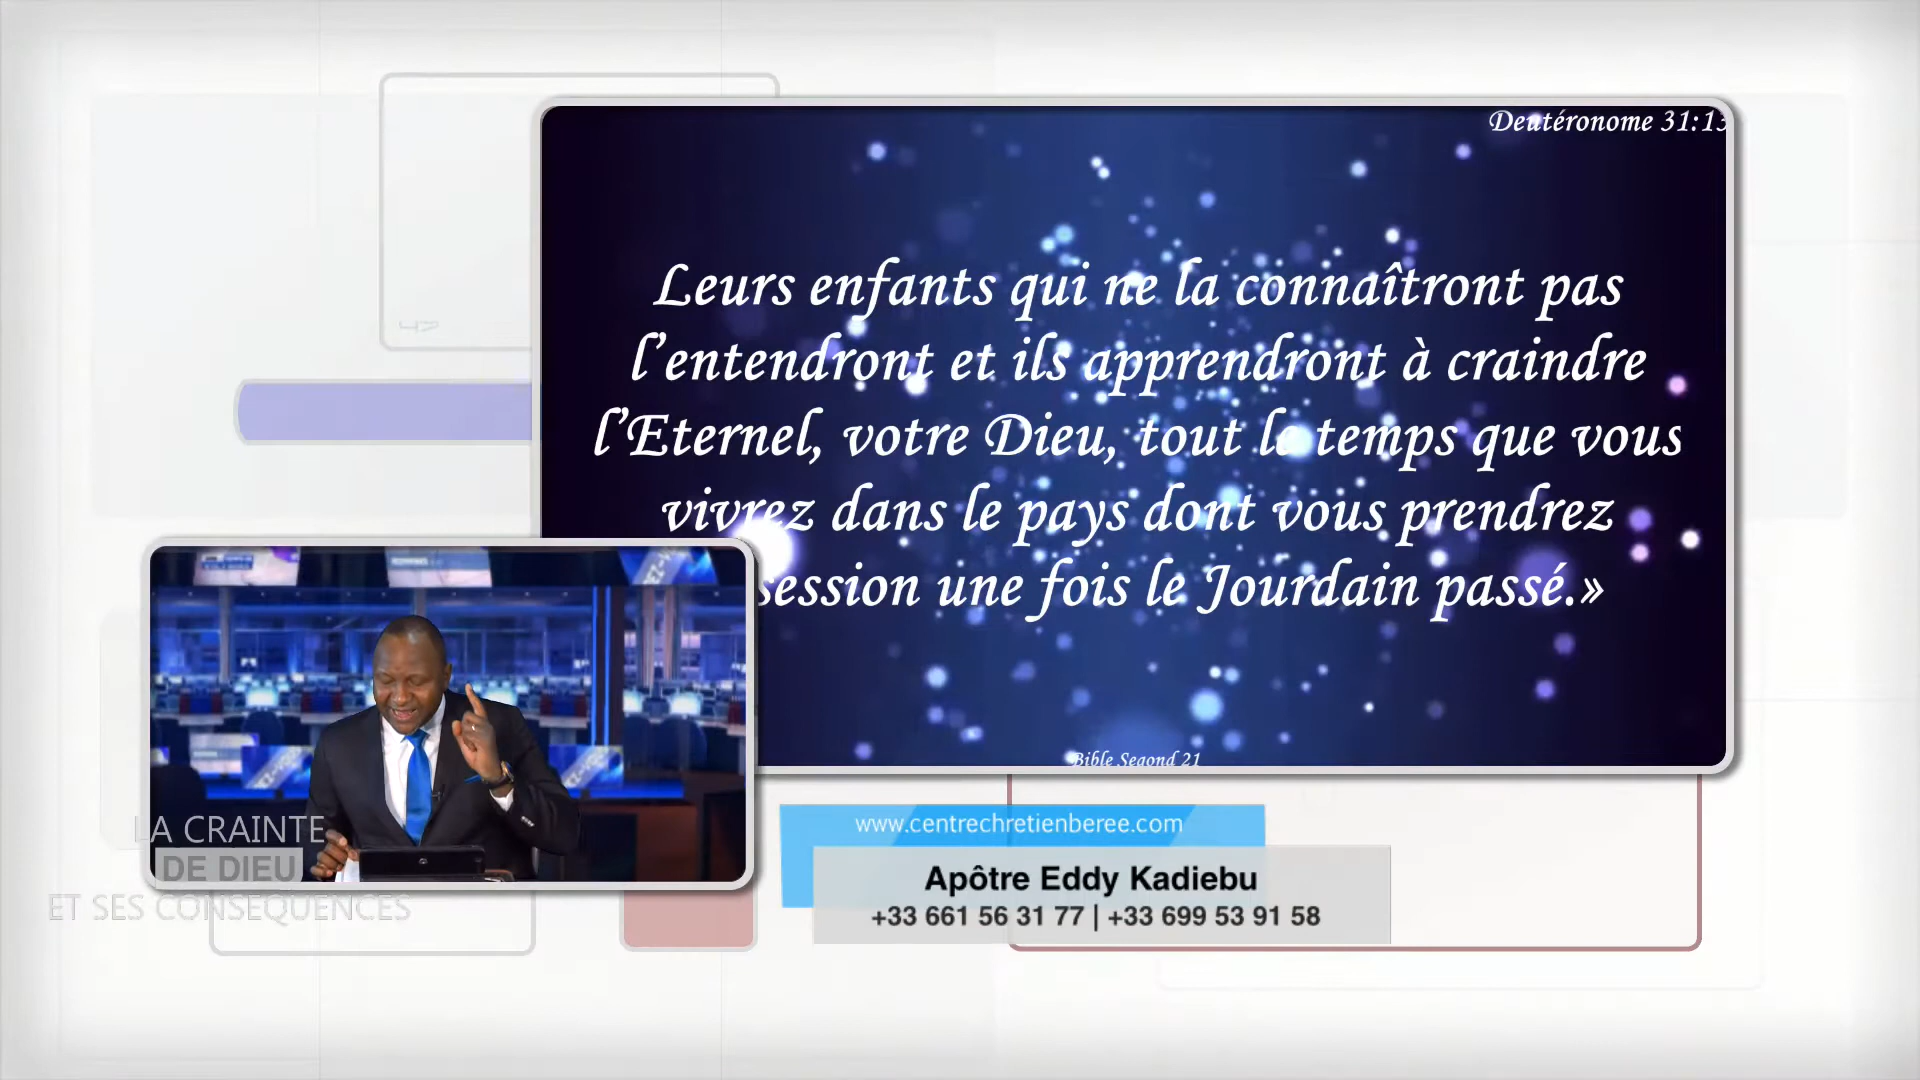 Deutéronome 31:13
Leurs enfants qui ne la connaîtront pas
l'entendront et ils apprendront à craindre
l'Eternel, votre Dieu, tout le temps que vous
vivrez dans le pays dont vous prendrez
session une fois le Jourdain passé.»
Bible Segond 21
LA CRAINTE
DE DIEU
ET SES CONSEQUENCES
www.centrechretienberee.com
Apôtre Eddy Kadiebu
+33 661 56 31 77 | +33 699 53 91 58